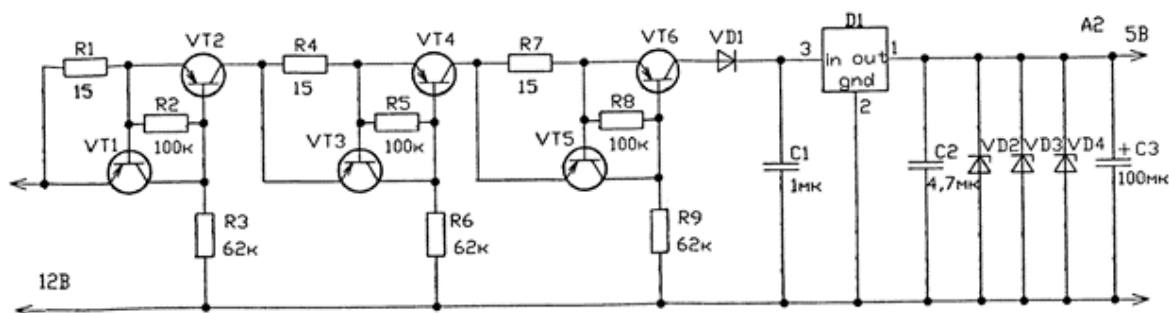 R1
15
VT2
R2
100к
VT1
R3
62к
R4
15
VT4
R5
100к
VT3
R6
62к
R7
15
VT6
R8
100к
VT5
R9
62к
VD1
C1
1мк
3
D1
in out
gnd
1
2
A2
5В
C2
4,7мк
VD2
VD3
VD4
+ C3
100мк
12В